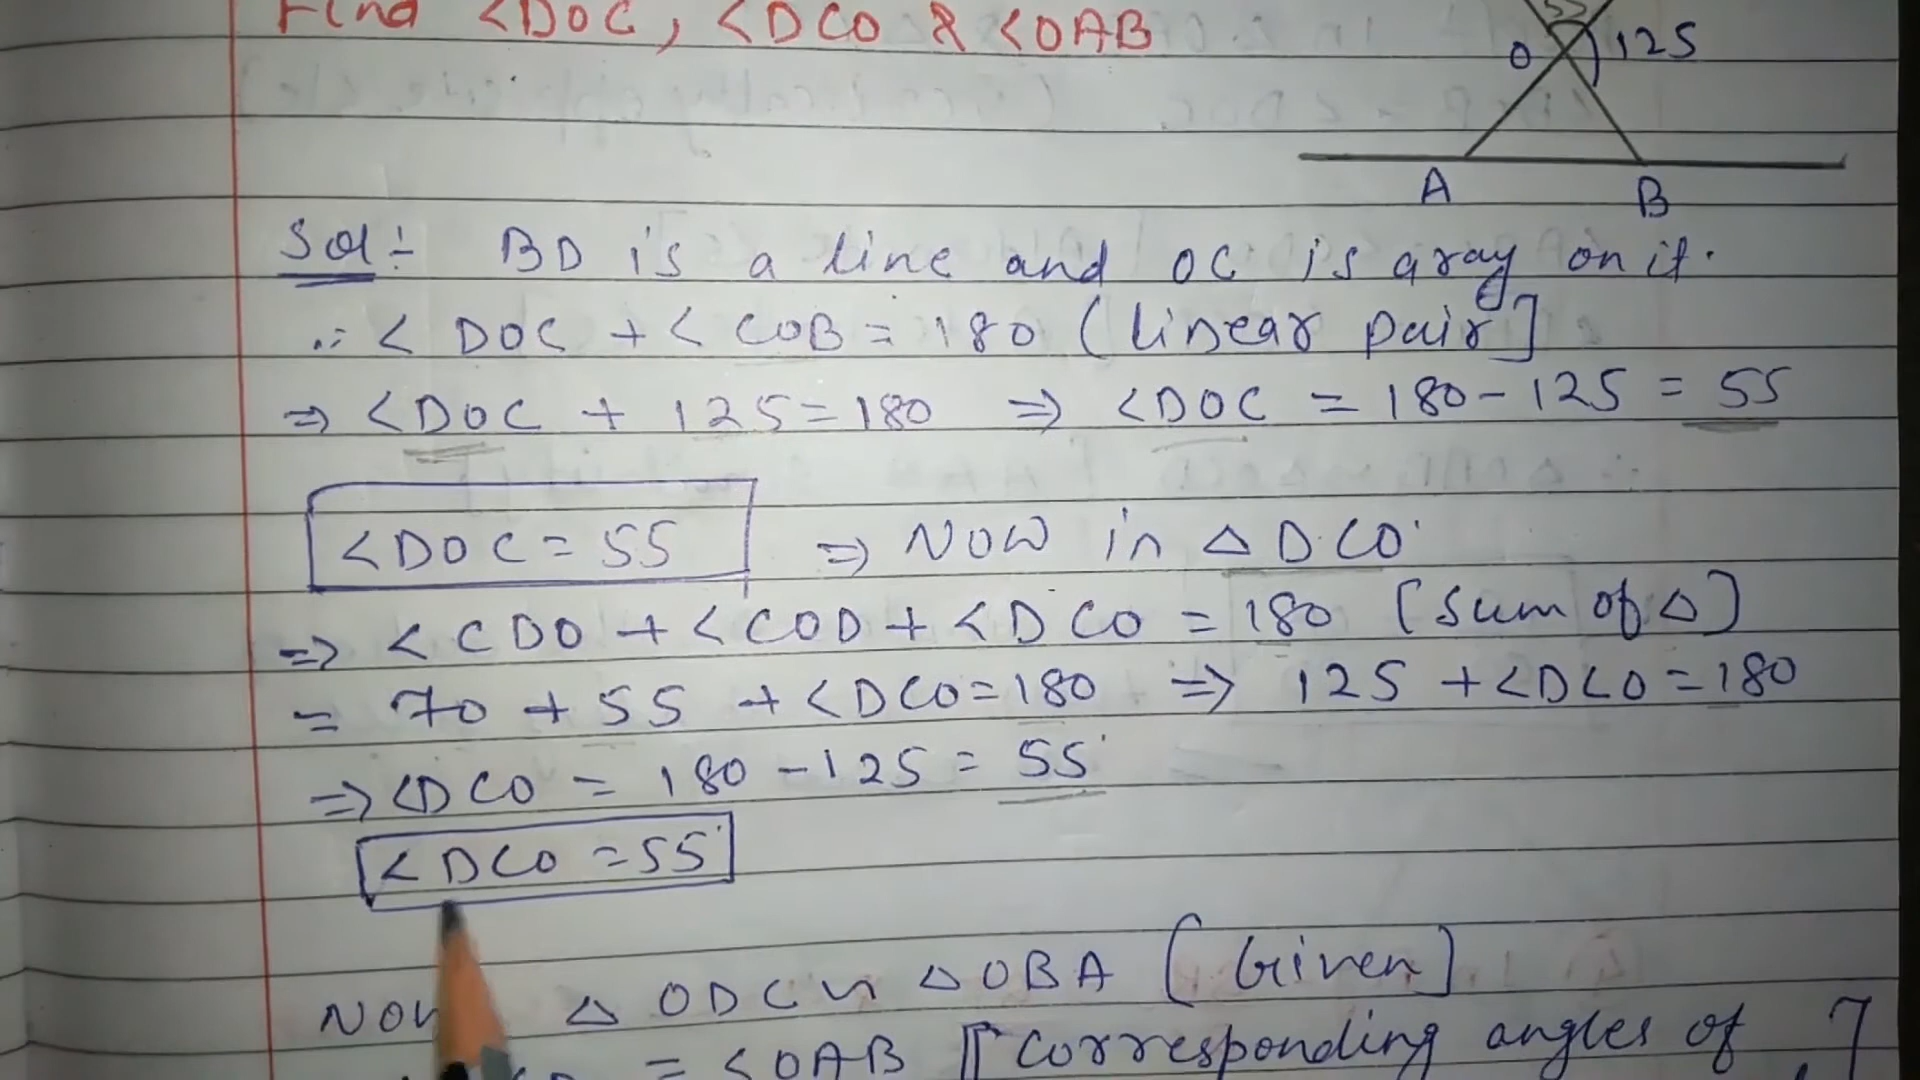 Find <DOC, <DCO & <OAB
55
O 125
A B
Sol:- BD is a line and OC is a ray on it.
∴ < DOC + < COB = 180 (linear pair]
⇒ <DOC + 125 = 180 ⇒ <DOC = 180 - 125 = 55
<DOC = 55 ⇒ NOW in △ DCO
⇒ < CDO + < COD + < DCO = 180 [Sum of △]
= 70 + 55 + <DCO = 180 ⇒ 125 + <DCO = 180
⇒ <DCO = 180 - 125 = 55
< DCO = 55
△ ODC ~ △ OBA [Given]
= <OAB [Corresponding angles of